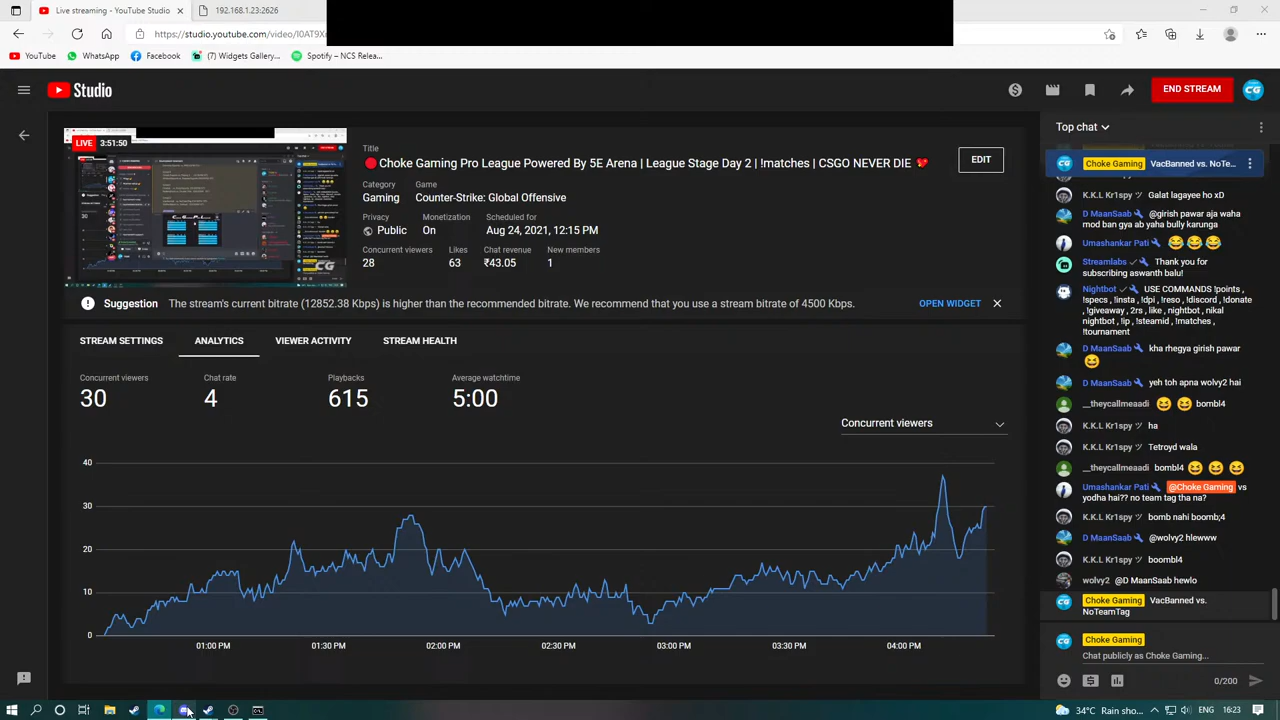 Live streaming - YouTube Studio
192.168.1.23:2626
https://studio.youtube.com/video/I0AT9X
YouTube
WhatsApp
Facebook
(7) Widgets Gallery...
Spotify – NCS Relea...
Studio
END STREAM
LIVE 3:51:50
Title
Choke Gaming Pro League Powered By 5E Arena | League Stage Day 2 | !matches | CSGO NEVER DIE
EDIT
Category
Gaming
Game
Counter-Strike: Global Offensive
Privacy
Public
Monetization
On
Scheduled for
Aug 24, 2021, 12:15 PM
Concurrent viewers
28
Likes
63
Chat revenue
₹43.05
New members
1
Suggestion The stream's current bitrate (12852.38 Kbps) is higher than the recommended bitrate. We recommend that you use a stream bitrate of 4500 Kbps.
OPEN WIDGET
STREAM SETTINGS
ANALYTICS
VIEWER ACTIVITY
STREAM HEALTH
Concurrent viewers
30
Chat rate
4
Playbacks
615
Average watchtime
5:00
Concurrent viewers
40
30
20
10
0
01:00 PM
01:30 PM
02:00 PM
02:30 PM
03:00 PM
03:30 PM
04:00 PM
Top chat
CG Choke Gaming VacBanned vs. NoTe...
K.K.L Kr1spy ツ Galat lagaye ho xD
D MaanSaab @girish pawar aja waha
mod ban gya ab yaha bully karunga
Umashankar Pati
Streamlabs Thank you for
subscribing aswanth balu!
Nightbot USE COMMANDS !points ,
!specs , !insta , !dpi , !reso , !discord , !donate
, !giveaway , 2rs , like , nightbot , nikal
nightbot , !ip , !steamid , !matches ,
!tournament
D MaanSaab kha rhegya girish pawar
D MaanSaab yeh toh apna wolvy2 hai
__theycallmeaadi bombl4
K.K.L Kr1spy ツ ha
K.K.L Kr1spy ツ Tetroyd wala
__theycallmeaadi bombl4
Umashankar Pati @Choke Gaming vs
yodha hai?? no team tag tha na?
K.K.L Kr1spy ツ bomb nahi boomb;4
D MaanSaab @wolvy2 hlewww
K.K.L Kr1spy ツ boombl4
wolvy2 @D MaanSaab hewlo
CG Choke Gaming VacBanned vs.
NoTeamTag
CG Choke Gaming
Chat publicly as Choke Gaming...
0/200
34°C Rain sho...
ENG
16:23